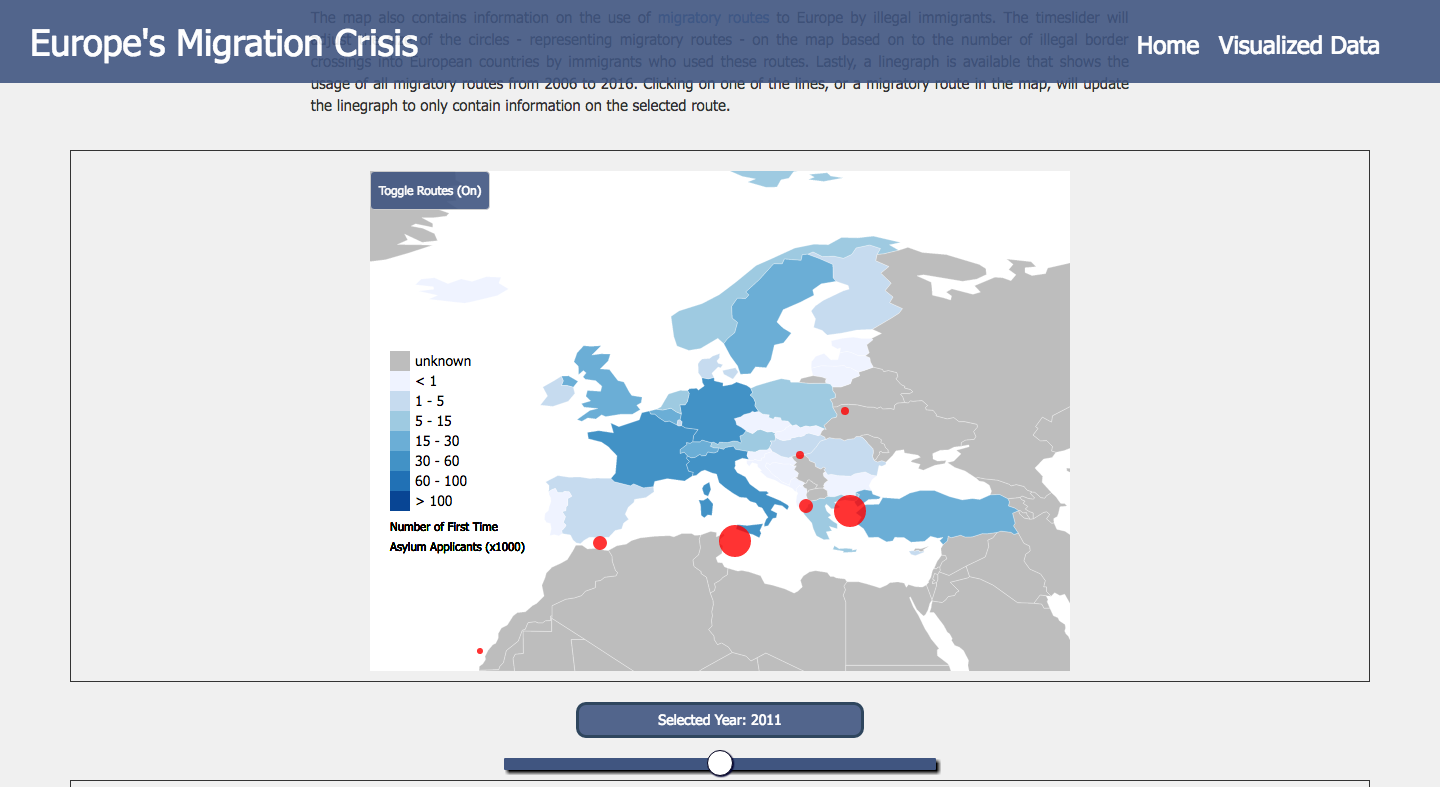 The map also contains information on the use of migratory routes to Europe by illegal immigrants. The timeslider will
Europe's Migration Crisis
Home Visualized Data
of the circles - representing migratory routes - on the map based on to the number of illegal border
crossings into European countries by immigrants who used these routes. Lastly, a linegraph is available that shows the
usage of all migratory routes from 2006 to 2016. Clicking on one of the lines, or a migratory route in the map, will update
the linegraph to only contain information on the selected route.
Toggle Routes (On)
unknown
< 1
1 - 5
5 - 15
15 - 30
30 - 60
60 - 100
> 100
Number of First Time
Asylum Applicants (x1000)
Selected Year: 2011